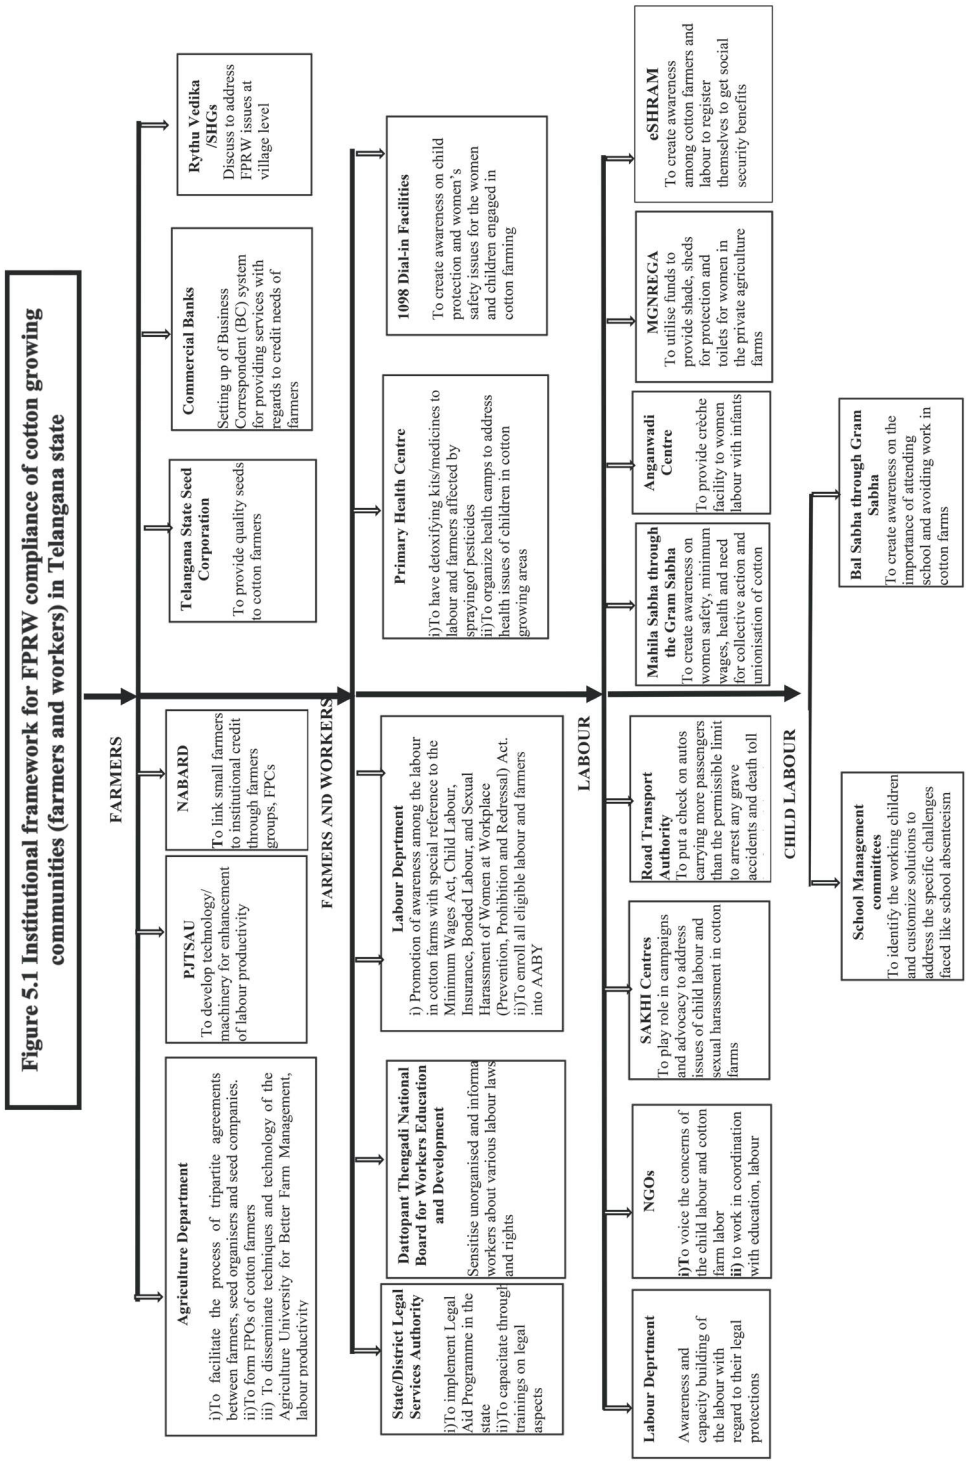 Figure 5.1 Institutional framework for FPRW compliance of cotton growing
communities (farmers and workers) in Telangana state
FARMERS
Agriculture Department
i)To facilitate the process of tripartite agreements
between farmers, seed organisers and seed companies.
ii)To form FPOs of cotton farmers
iii) To disseminate techniques and technology of the
Agriculture University for Better Farm Management,
labour productivity
PJTSAU
To develop technology/
machinery for enhancement
of labour productivity
NABARD
To link small farmers
to institutional credit
through farmers
groups, FPCs
Telangana State Seed
Corporation
To provide quality seeds
to cotton farmers
Commercial Banks
Setting up of Business
Correspondent (BC) system
for providing services with
regards to credit needs of
farmers
Rythu Vedika
/SHGs
Discuss to address
FPRW issues at
village level
FARMERS AND WORKERS
State/District Legal
Services Authority
i)To implement Legal
Aid Programme in the
state
ii)To capacitate through
trainings on legal
aspects
Dattopant Thengadi National
Board for Workers Education
and Development
Sensitise unorganised and informa
workers about various labour laws
and rights
Labour Deprtment
i) Promotion of awareness among the labour
in cotton farms with special reference to the
Minimum Wages Act, Child Labour,
Insurance, Bonded Labour, and Sexual
Harassment of Women at Workplace
(Prevention, Prohibition and Redressal) Act.
ii)To enroll all eligible labour and farmers
into AABY
Primary Health Centre
i)To have detoxifying kits/medicines to
labour and farmers affected by
sprayingof pesticides
ii)To organize health camps to address
health issues of children in cotton
growing areas
1098 Dial-in Facilities
To create awareness on child
protection and women's
safety issues for the women
and children engaged in
cotton farming
LABOUR
Labour Deprtment
Awareness and
capacity building of
the labour with
regard to their legal
protections
NGOs
i)To voice the concerns of
the child labour and cotton
farm labor
ii) to work in coordination
with education, labour
SAKHI Centres
To play role in campaigns
and advocacy to address
issues of child labour and
sexual harassment in cotton
farms
Road Transport
Authority
To put a check on autos
carrying more passengers
than the permissible limit
to arrest any grave
accidents and death toll
Mahila Sabha through
the Gram Sabha
To create awareness on
women safety, minimum
wages, health and need
for collective action and
unionisation of cotton
Anganwadi
Centre
To provide crèche
facility to women
labour with infants
MGNREGA
To utilise funds to
provide shade, sheds
for protection and
toilets for women in
the private agriculture
farms
eSHRAM
To create awareness
among cotton farmers and
labour to register
themselves to get social
security benefits
CHILD LABOUR
School Management
committees
To identify the working children
and customize solutions to
address the specific challenges
faced like school absenteeism
Bal Sabha through Gram
Sabha
To create awareness on the
importance of attending
school and avoiding work in
cotton farms